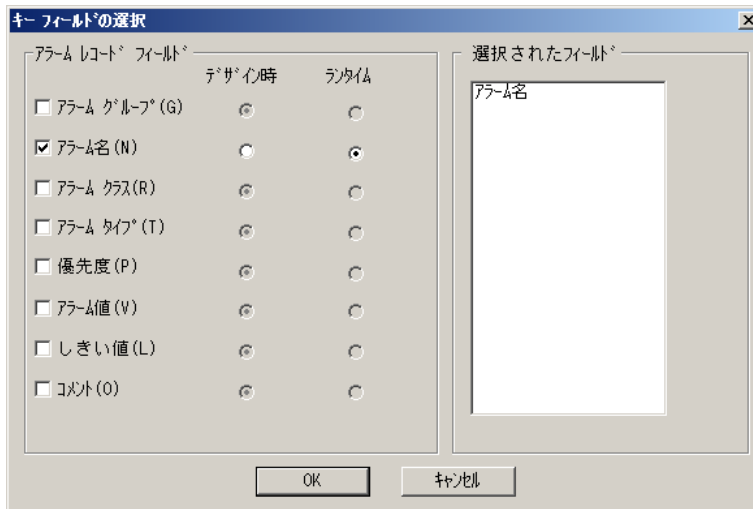 キー フィールドの選択
アラーム レコード フィールド
デザイン時 ランタイム
アラーム グループ(G)
アラーム名(N)
アラーム クラス(R)
アラーム タイプ(T)
優先度(P)
アラーム値(V)
しきい値(L)
コメント(O)
選択されたフィールド
アラーム名
OK キャンセル